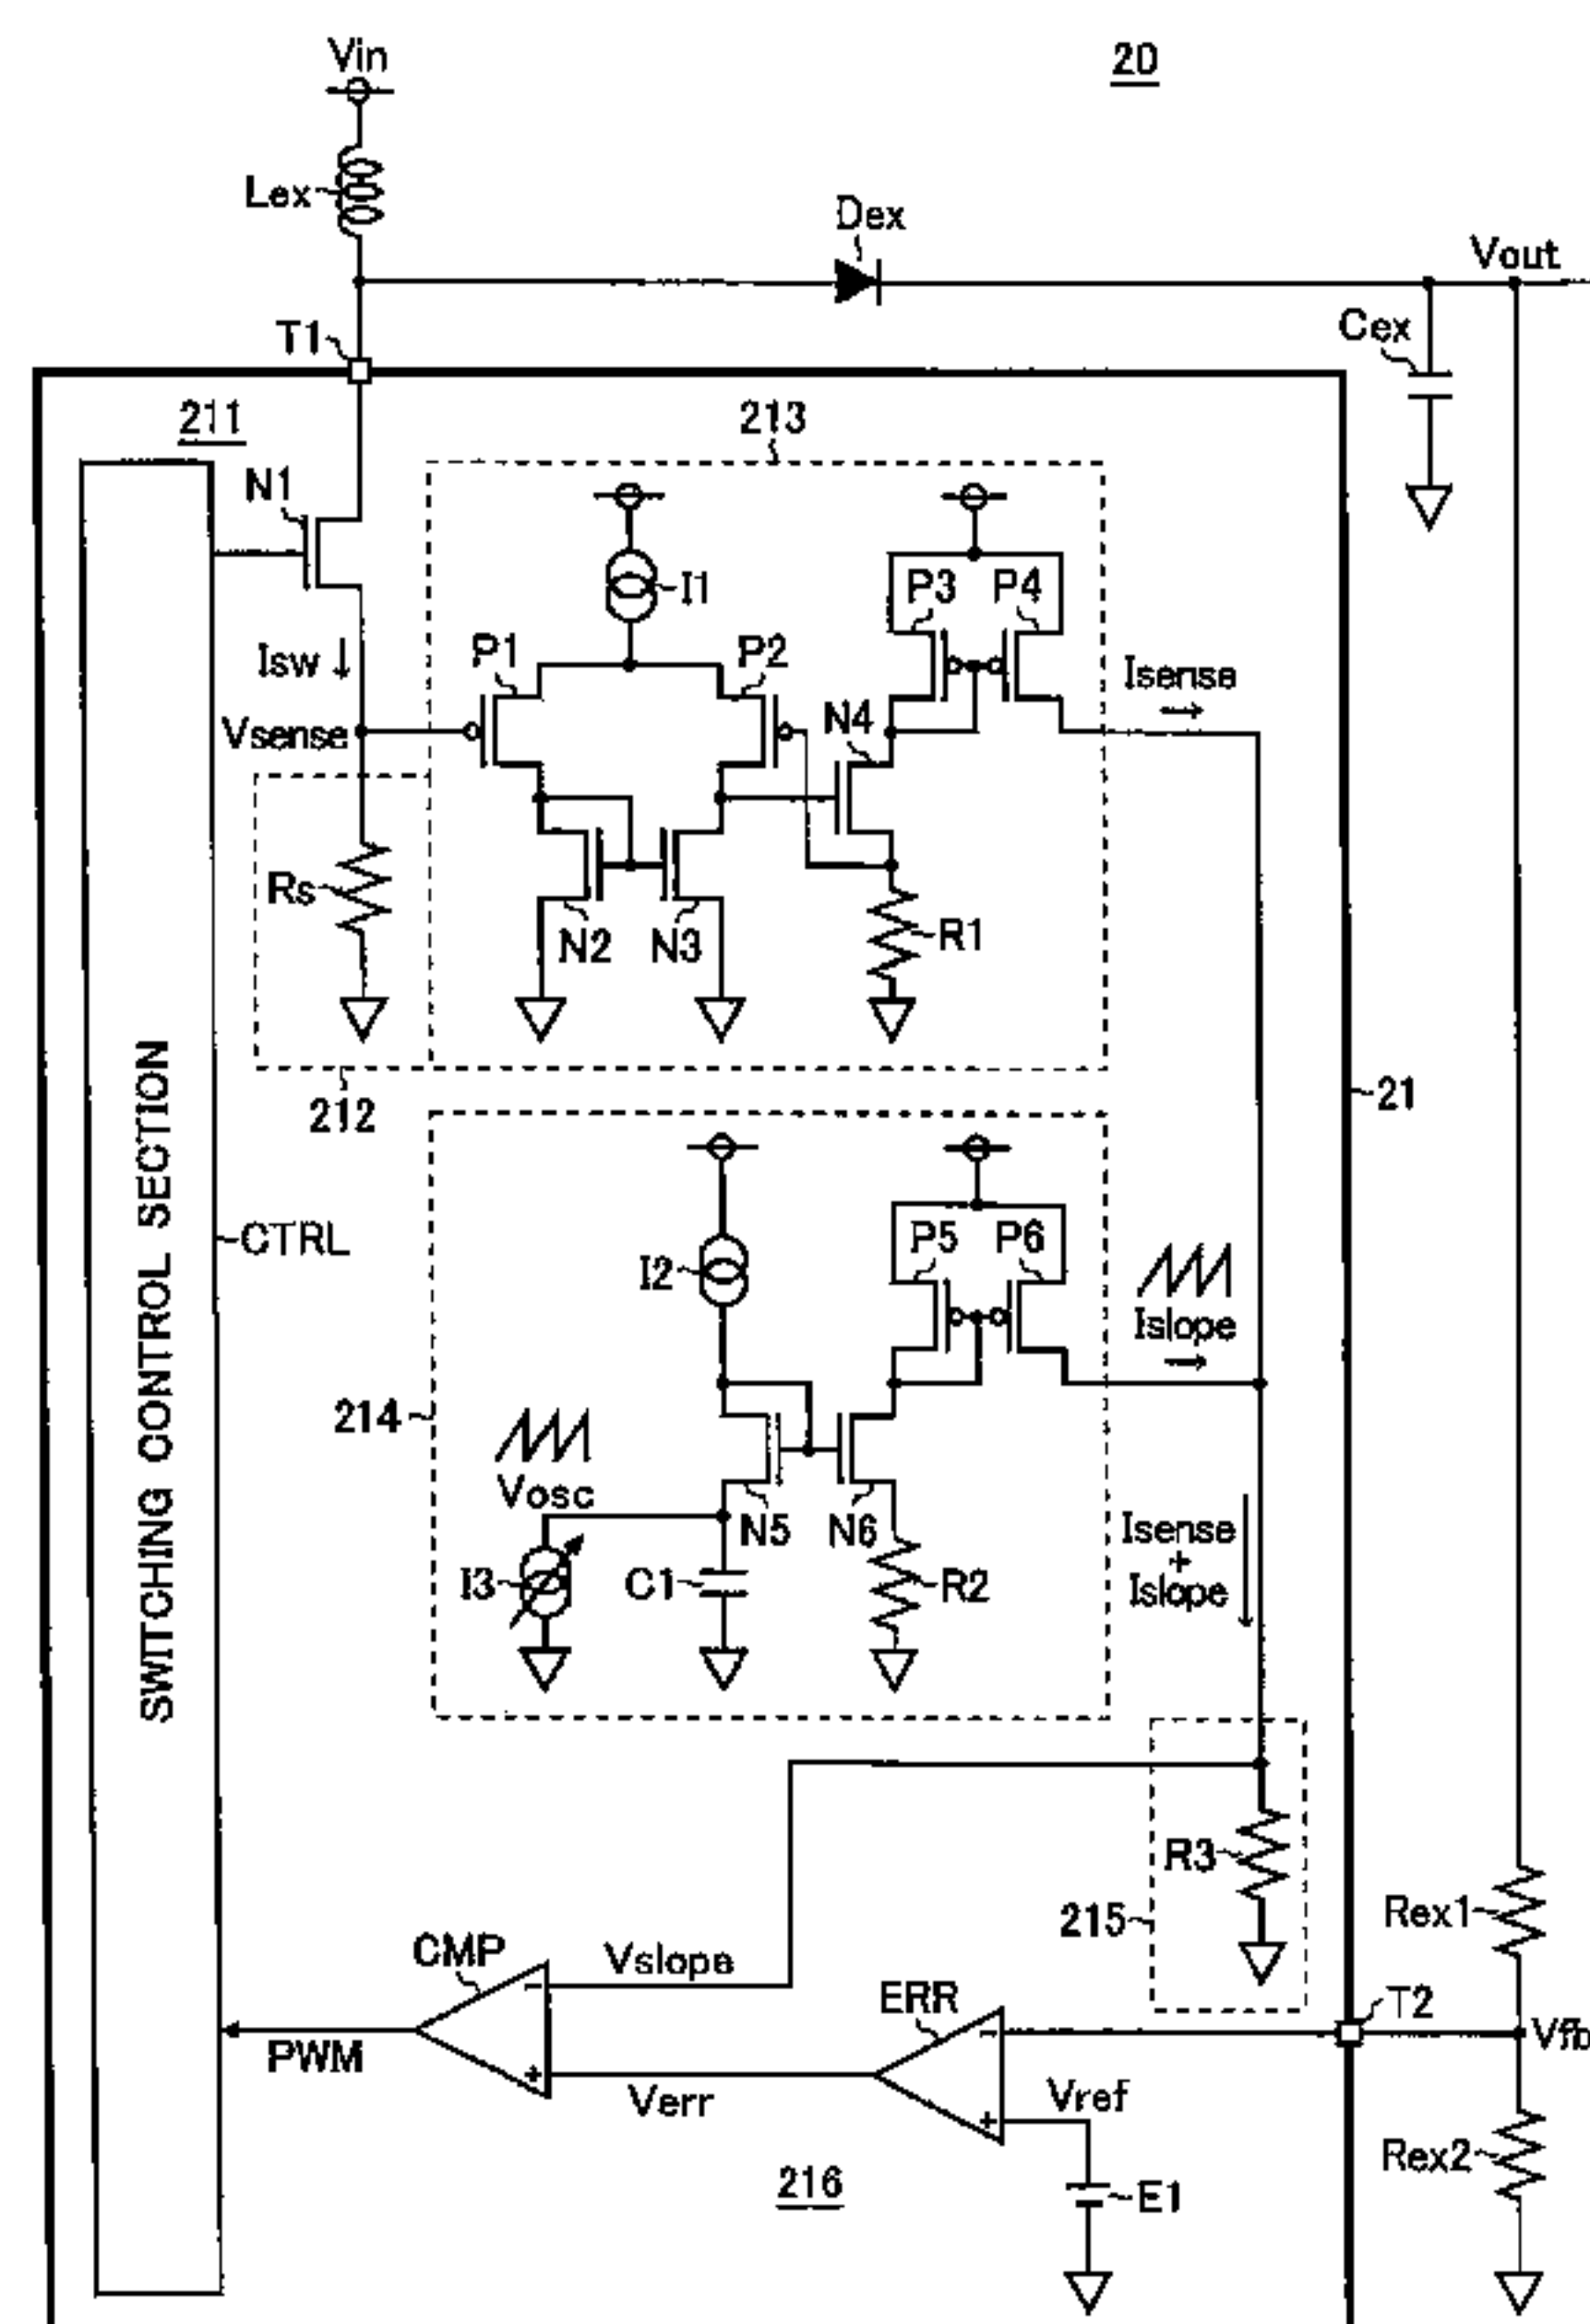 Vin
20
Lex
Dex
Vout
T1
Cex
211
213
N1
I1
P3
P4
Isw
P1
P2
Isense
Vsense
N4
Rs
N2
N3
R1
212
21
SWITCHING CONTROL SECTION
CTRL
I2
P5
P6
Islope
214
Vosc
N5
N6
Isense
+
Islope
I3
C1
R2
R3
215
Rex1
CMP
Vslope
ERR
T2
-
-
Vfb
PWM
+
Verr
Vref
+
Rex2
216
E1